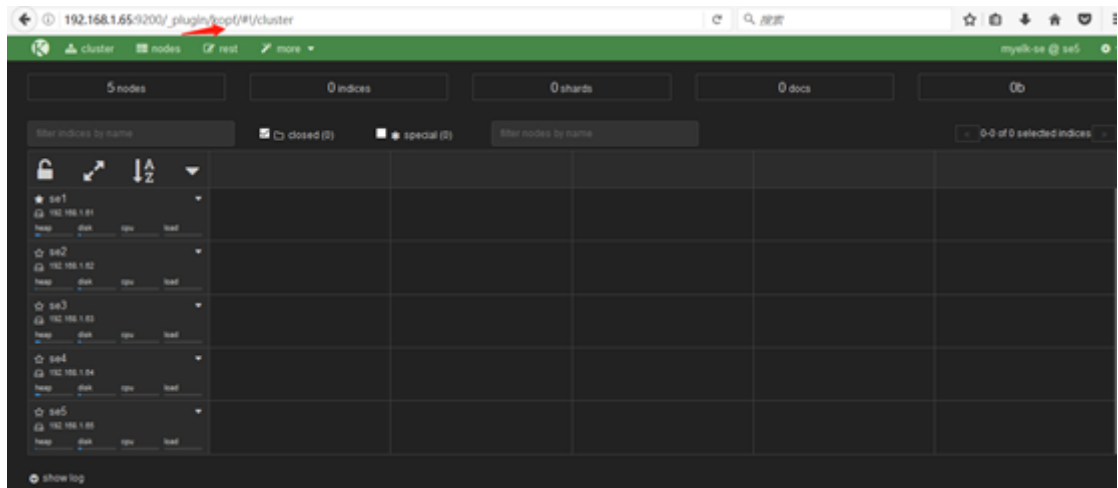 192.168.1.65:9200/_plugin/kopf/#!/cluster
搜索
cluster nodes rest more myelk-se @ se5
5 nodes 0 indices 0 shards 0 docs 0b
filter indices by name closed (0) special (0) filter nodes by name 0-0 of 0 selected indices
se1
192.168.1.61
heap disk cpu load
se2
192.168.1.62
heap disk cpu load
se3
192.168.1.63
heap disk cpu load
se4
192.168.1.64
heap disk cpu load
se5
192.168.1.65
heap disk cpu load
show log